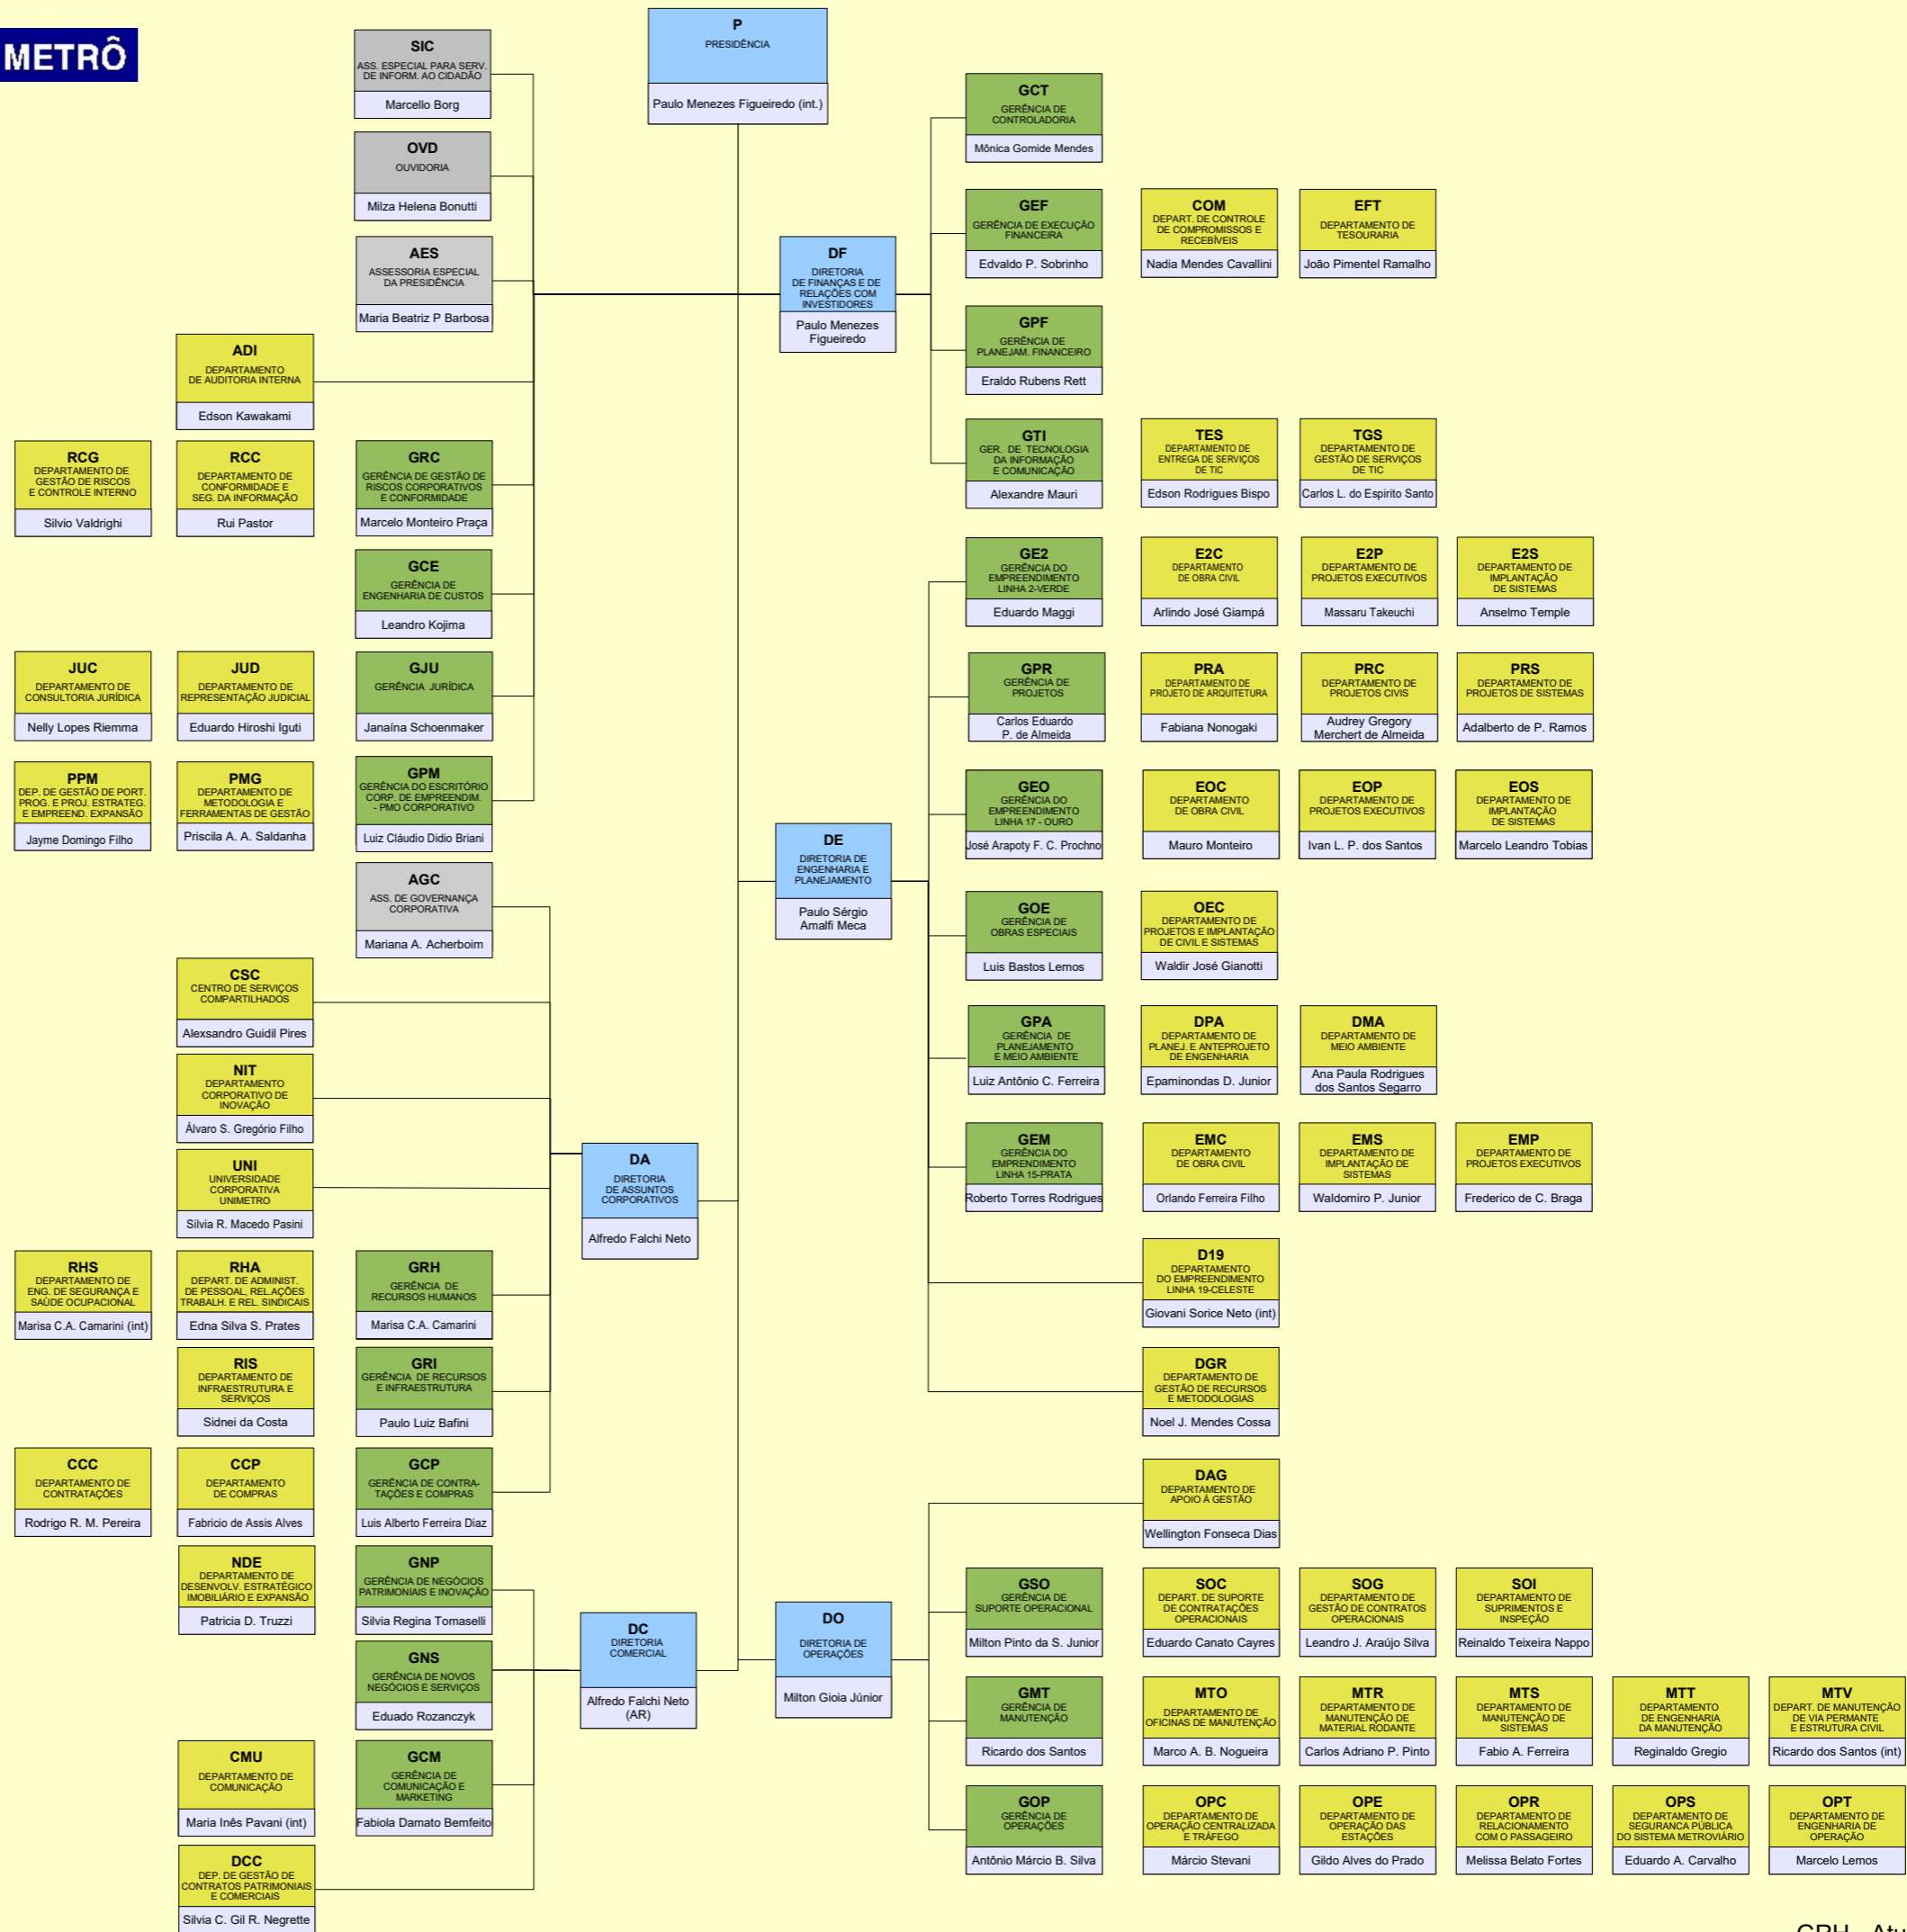 METRÔ
P
PRESIDÊNCIA
Paulo Menezes Figueiredo (int.)
SIC
ASS. ESPECIAL PARA SERV.
DE INFORM. AO CIDADÃO
Marcello Borg
OVD
OUVIDORIA
Milza Helena Bonutti
AES
ASSESSORIA ESPECIAL
DA PRESIDÊNCIA
Maria Beatriz P Barbosa
ADI
DEPARTAMENTO
DE AUDITORIA INTERNA
Edson Kawakami
RCG
DEPARTAMENTO DE
GESTÃO DE RISCOS
E CONTROLE INTERNO
Silvio Valdrighi
RCC
DEPARTAMENTO DE
CONFORMIDADE E
SEG. DA INFORMAÇÃO
Rui Pastor
GRC
GERÊNCIA DE GESTÃO DE
RISCOS CORPORATIVOS
E CONFORMIDADE
Marcelo Monteiro Praça
GCE
GERÊNCIA DE
ENGENHARIA DE CUSTOS
Leandro Kojima
JUC
DEPARTAMENTO DE
CONSULTORIA JURÍDICA
Nelly Lopes Riemma
JUD
DEPARTAMENTO DE
REPRESENTAÇÃO JUDICIAL
Eduardo Hiroshi Iguti
GJU
GERÊNCIA JURÍDICA
Janaína Schoenmaker
PPM
DEP. DE GESTÃO DE PORT.
PROG. E PROJ. ESTRATEG.
E EMPREEND. EXPANSÃO
Jayme Domingo Filho
PMG
DEPARTAMENTO DE
METODOLOGIA E
FERRAMENTAS DE GESTÃO
Priscila A. A. Saldanha
GPM
GERÊNCIA DO ESCRITÓRIO
CORP. DE EMPREENDIM.
- PMO CORPORATIVO
Luiz Cláudio Didio Briani
AGC
ASS. DE GOVERNANÇA
CORPORATIVA
Mariana A. Acherboim
CSC
CENTRO DE SERVIÇOS
COMPARTILHADOS
Alexsandro Guidil Pires
NIT
DEPARTAMENTO
CORPORATIVO DE
INOVAÇÃO
Álvaro S. Gregório Filho
UNI
UNIVERSIDADE
CORPORATIVA
UNIMETRO
Silvia R. Macedo Pasini
DA
DIRETORIA
DE ASSUNTOS
CORPORATIVOS
Alfredo Falchi Neto
RHS
DEPARTAMENTO DE
ENG. DE SEGURANÇA E
SAÚDE OCUPACIONAL
Marisa C.A. Camarini (int)
RHA
DEPART. DE ADMINIST.
DE PESSOAL, REL.AÇÕES
TRABALH. E REL. SINDICAIS
Edna Silva S. Prates
GRH
GERÊNCIA DE
RECURSOS HUMANOS
Marisa C.A. Camarini
RIS
DEPARTAMENTO DE
INFRAESTRUTURA E
SERVIÇOS
Sidnei da Costa
GRI
GERÊNCIA DE RECURSOS
E INFRAESTRUTURA
Paulo Luiz Bafini
CCC
DEPARTAMENTO DE
CONTRATAÇÕES
Rodrigo R. M. Pereira
CCP
DEPARTAMENTO
DE COMPRAS
Fabricio de Assis Alves
GCP
GERÊNCIA DE CONTRA-
TAÇÕES E COMPRAS
Luis Alberto Ferreira Diaz
NDE
DEPARTAMENTO DE
DESENVOLV. ESTRATÉGICO
IMOBILIÁRIO E EXPANSÃO
Patricia D. Truzzi
GNP
GERÊNCIA DE NEGÓCIOS
PATRIMONIAIS E INOVAÇÃO
Silvia Regina Tomaselli
GNS
GERÊNCIA DE NOVOS
NEGÓCIOS E SERVIÇOS
Eduado Rozanczyk
DC
DIRETORIA
COMERCIAL
Alfredo Falchi Neto
(AR)
CMU
DEPARTAMENTO DE
COMUNICAÇÃO
Maria Inês Pavani (int)
GCM
GERÊNCIA DE
COMUNICAÇÃO E
MARKETING
Fabiola Damato Bemfeito
DCC
DEP. DE GESTÃO DE
CONTRATOS PATRIMONIAIS
E COMERCIAIS
Silvia C. Gil R. Negrette
DF
DIRETORIA
DE FINANÇAS E DE
RELAÇÕES COM
INVESTIDORES
Paulo Menezes
Figueiredo
GCT
GERÊNCIA DE
CONTROLADORIA
Mônica Gomide Mendes
GEF
GERÊNCIA DE EXECUÇÃO
FINANCEIRA
Edvaldo P. Sobrinho
COM
DEPART. DE CONTROLE
DE COMPROMISSOS E
RECEBÍVEIS
Nadia Mendes Cavallini
EFT
DEPARTAMENTO DE
TESOURARIA
João Pimentel Ramalho
GPF
GERÊNCIA DE
PLANEJAM. FINANCEIRO
Eraldo Rubens Rett
GTI
GER. DE TECNOLOGIA
DA INFORMAÇÃO
E COMUNICAÇÃO
Alexandre Mauri
TES
DEPARTAMENTO DE
ENTREGA DE SERVIÇOS
DE TIC
Edson Rodrigues Bispo
TGS
DEPARTAMENTO DE
GESTÃO DE SERVIÇOS
DE TIC
Carlos L. do Espirito Santo
DE
DIRETORIA DE
ENGENHARIA E
PLANEJAMENTO
Paulo Sérgio
Amalfi Meca
GE2
GERÊNCIA DO
EMPREENDIMENTO
LINHA 2-VERDE
Eduardo Maggi
E2C
DEPARTAMENTO
DE OBRA CIVIL
Arlindo José Giampá
E2P
DEPARTAMENTO DE
PROJETOS EXECUTIVOS
Massaru Takeuchi
E2S
DEPARTAMENTO DE
IMPLANTAÇÃO
DE SISTEMAS
Anselmo Temple
GPR
GERÊNCIA DE
PROJETOS
Carlos Eduardo
P. de Almeida
PRA
DEPARTAMENTO DE
PROJETO DE ARQUITETURA
Fabiana Nonogaki
PRC
DEPARTAMENTO DE
PROJETOS CIVIS
Audrey Gregory
Merchert de Almeida
PRS
DEPARTAMENTO DE
PROJETOS DE SISTEMAS
Adalberto de P. Ramos
GEO
GERÊNCIA DO
EMPREENDIMENTO
LINHA 17 - OURO
José Arapoty F. C. Prochno
EOC
DEPARTAMENTO
DE OBRA CIVIL
Mauro Monteiro
EOP
DEPARTAMENTO DE
PROJETOS EXECUTIVOS
Ivan L. P. dos Santos
EOS
DEPARTAMENTO DE
IMPLANTAÇÃO
DE SISTEMAS
Marcelo Leandro Tobias
GOE
GERÊNCIA DE
OBRAS ESPECIAIS
Luis Bastos Lemos
OEC
DEPARTAMENTO DE
PROJETOS E IMPLANTAÇÃO
DE CIVIL E SISTEMAS
Waldir José Gianotti
GPA
GERÊNCIA DE
PLANEJAMENTO
E MEIO AMBIENTE
Luiz Antônio C. Ferreira
DPA
DEPARTAMENTO DE
PLANEJ. E ANTEPROJETO
DE ENGENHARIA
Epaminondas D. Junior
DMA
DEPARTAMENTO DE
MEIO AMBIENTE
Ana Paula Rodrigues
dos Santos Segarro
GEM
GERÊNCIA DO
EMPRENDIMENTO
LINHA 15-PRATA
Roberto Torres Rodrigues
EMC
DEPARTAMENTO
DE OBRA CIVIL
Orlando Ferreira Filho
EMS
DEPARTAMENTO DE
IMPLANTAÇÃO DE
SISTEMAS
Waldomiro P. Junior
EMP
DEPARTAMENTO DE
PROJETOS EXECUTIVOS
Frederico de C. Braga
D19
DEPARTAMENTO
DO EMPREENDIMENTO
LINHA 19-CELESTE
Giovani Sorice Neto (int)
DGR
DEPARTAMENTO DE
GESTÃO DE RECURSOS
E METODOLOGIAS
Noel J. Mendes Cossa
DAG
DEPARTAMENTO DE
APOIO À GESTÃO
Wellington Fonseca Dias
DO
DIRETORIA DE
OPERAÇÕES
Milton Gioia Júnior
GSO
GERÊNCIA DE
SUPORTE OPERACIONAL
Milton Pinto da S. Junior
SOC
DEPART. DE SUPORTE
DE CONTRATAÇÕES
OPERACIONAIS
Eduardo Canato Cayres
SOG
DEPARTAMENTO DE
GESTÃO DE CONTRATOS
OPERACIONAIS
Leandro J. Araújo Silva
SOI
DEPARTAMENTO DE
SUPRIMENTOS E
INSPEÇÃO
Reinaldo Teixeira Nappo
GMT
GERÊNCIA DE
MANUTENÇÃO
Ricardo dos Santos
MTO
DEPARTAMENTO DE
OFICINAS DE MANUTENÇÃO
Marco A. B. Nogueira
MTR
DEPARTAMENTO DE
MANUTENÇÃO DE
MATERIAL RODANTE
Carlos Adriano P. Pinto
MTS
DEPARTAMENTO DE
MANUTENÇÃO DE
SISTEMAS
Fabio A. Ferreira
MTT
DEPARTAMENTO
DE ENGENHARIA
DA MANUTENÇÃO
Reginaldo Gregio
MTV
DEPART. DE MANUTENÇÃO
DE VIA PERMANTE
E ESTRUTURA CIVIL
Ricardo dos Santos (int)
GOP
GERÊNCIA DE
OPERAÇÕES
Antônio Márcio B. Silva
OPC
DEPARTAMENTO DE
OPERAÇÃO CENTRALIZADA
E TRÁFEGO
Márcio Stevani
OPE
DEPARTAMENTO DE
OPERAÇÃO DAS
ESTAÇÕES
Gildo Alves do Prado
OPR
DEPARTAMENTO DE
RELACIONAMENTO
COM O PASSAGEIRO
Melissa Belato Fortes
OPS
DEPARTAMENTO DE
SEGURANCA PÚBLICA
DO SISTEMA METROVIÁRIO
Eduardo A. Carvalho
OPT
DEPARTAMENTO DE
ENGENHARIA DE
OPERAÇÃO
Marcelo Lemos